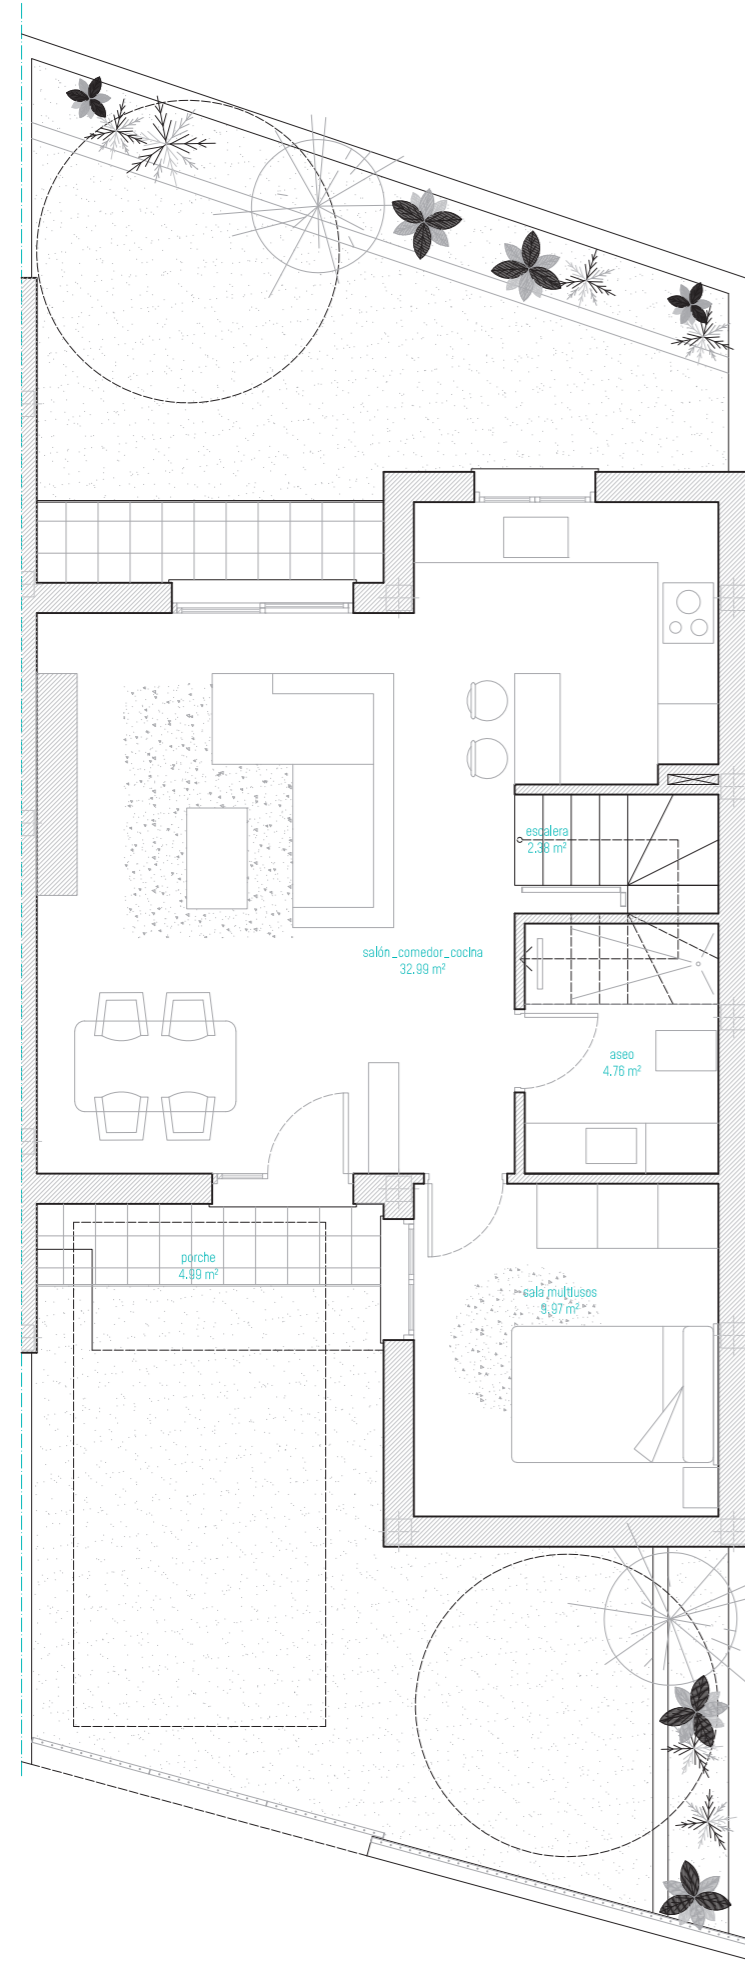 escalera
2.38 m²
salón_comedor_cocina
32.99 m²
aseo
4.76 m²
porche
4.99 m²
sala multiusos
9.97 m²